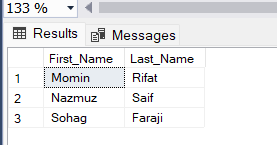 133 %
Results Messages
First_Name Last_Name
1 Momin Rifat
2 Nazmuz Saif
3 Sohag Faraji